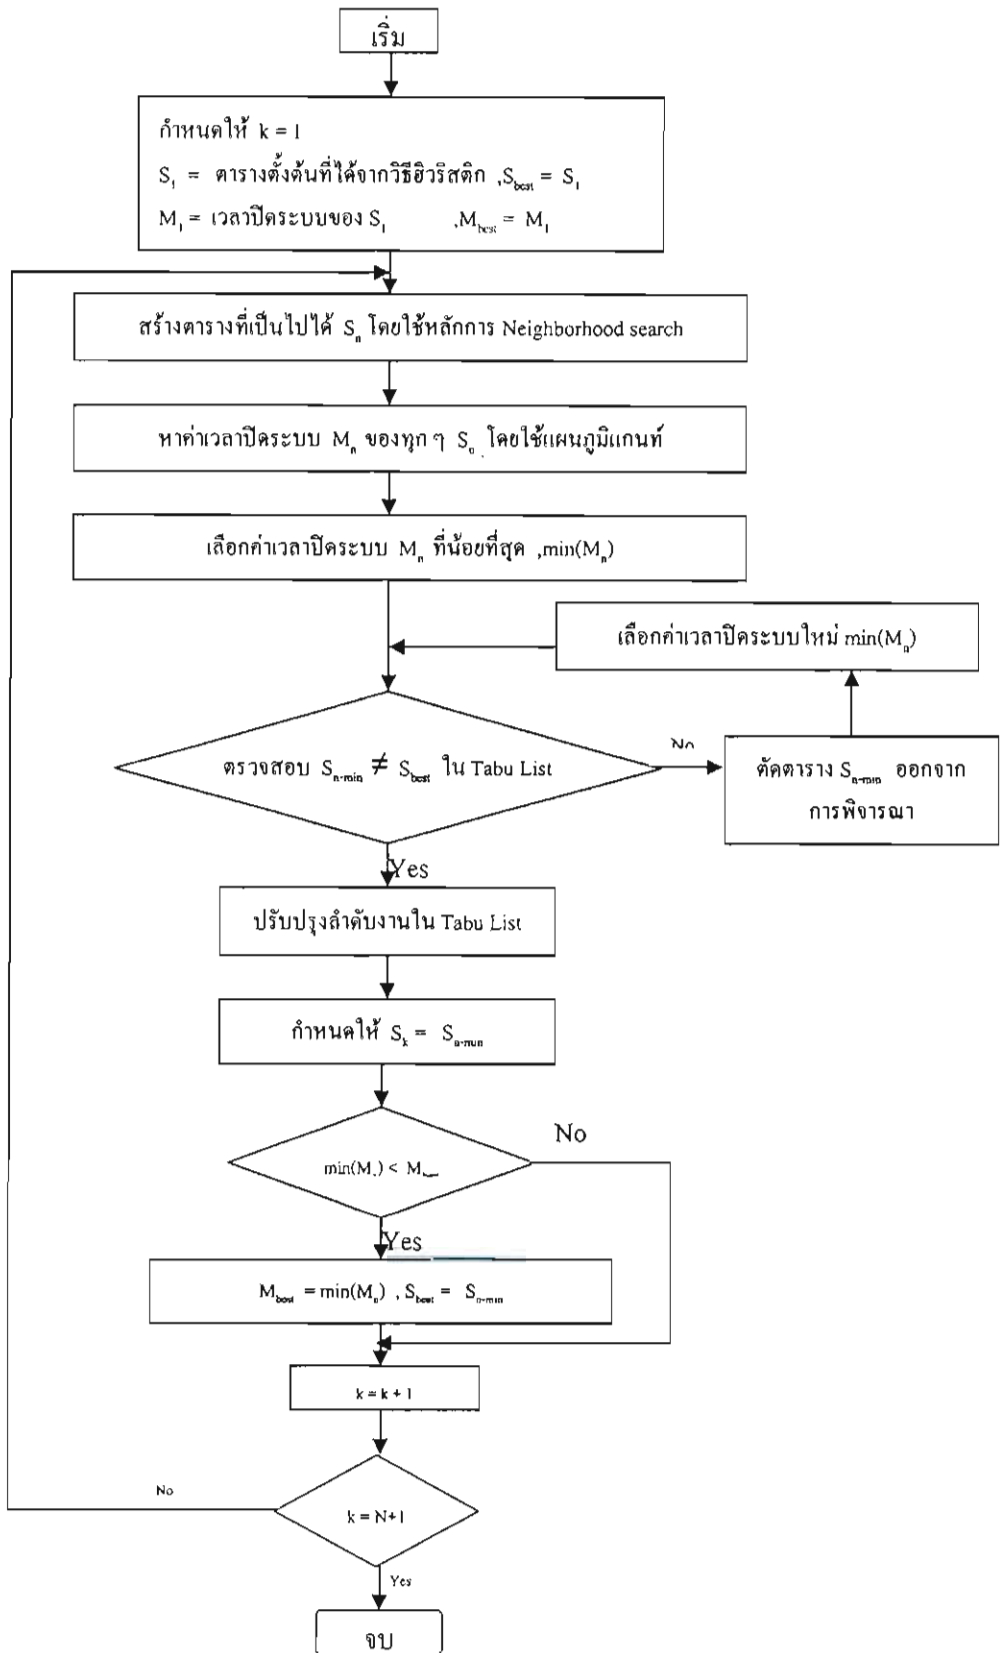 เริ่ม
กำหนดให้ k = 1
S₁ = ตารางตั้งต้นที่ได้จากวิธีฮิวริสติก ,S_best = S₁
M₁ = เวลาปิดระบบของ S₁ ,M_best = M₁
สร้างตารางที่เป็นไปได้ Sₙ โดยใช้หลักการ Neighborhood search
หาค่าเวลาปิดระบบ Mₙ ของทุกๆ Sₙ โดยใช้แผนภูมิแกนท์
เลือกค่าเวลาปิดระบบ Mₙ ที่น้อยที่สุด ,min(Mₙ)
เลือกค่าเวลาปิดระบบใหม่ min(Mₙ)
ตรวจสอบ S_n-min ≠ S_best ใน Tabu List
No
ตัดตาราง S_n-min ออกจาก
การพิจารณา
Yes
ปรับปรุงลำดับงานใน Tabu List
กำหนดให้ S_k = S_n-min
No
min(Mₙ) < M_best
Yes
M_best = min(Mₙ) , S_best = S_n-min
k = k + 1
No
k = N+1
Yes
จบ